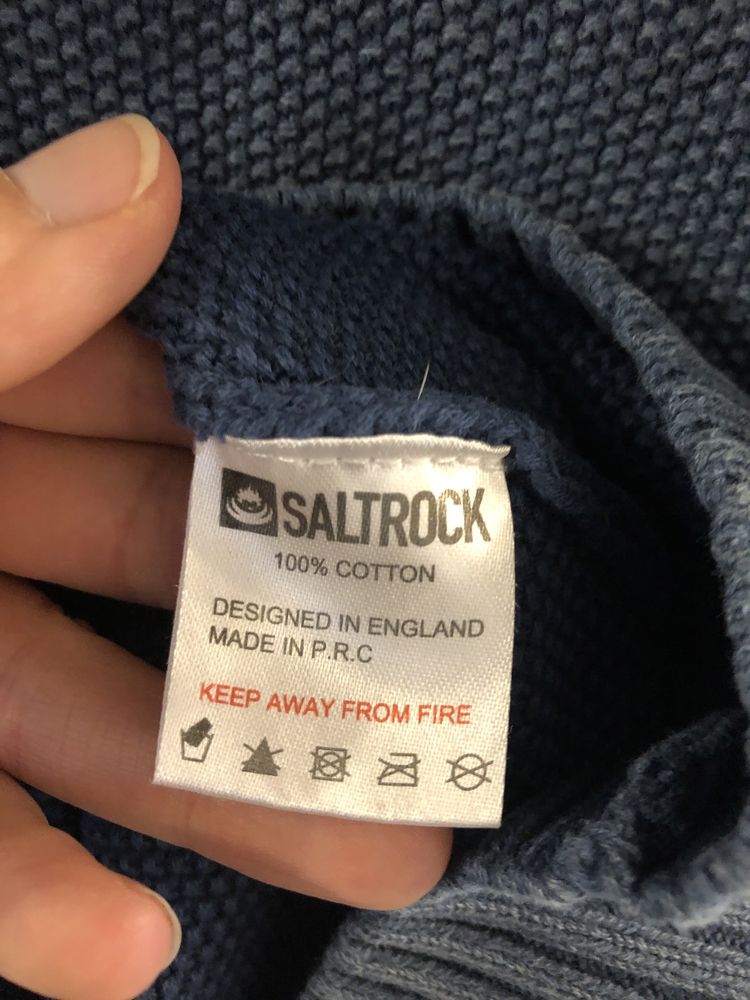 SALTROCK
100% COTTON
DESIGNED IN ENGLAND
MADE IN P.R.C
KEEP AWAY FROM FIRE